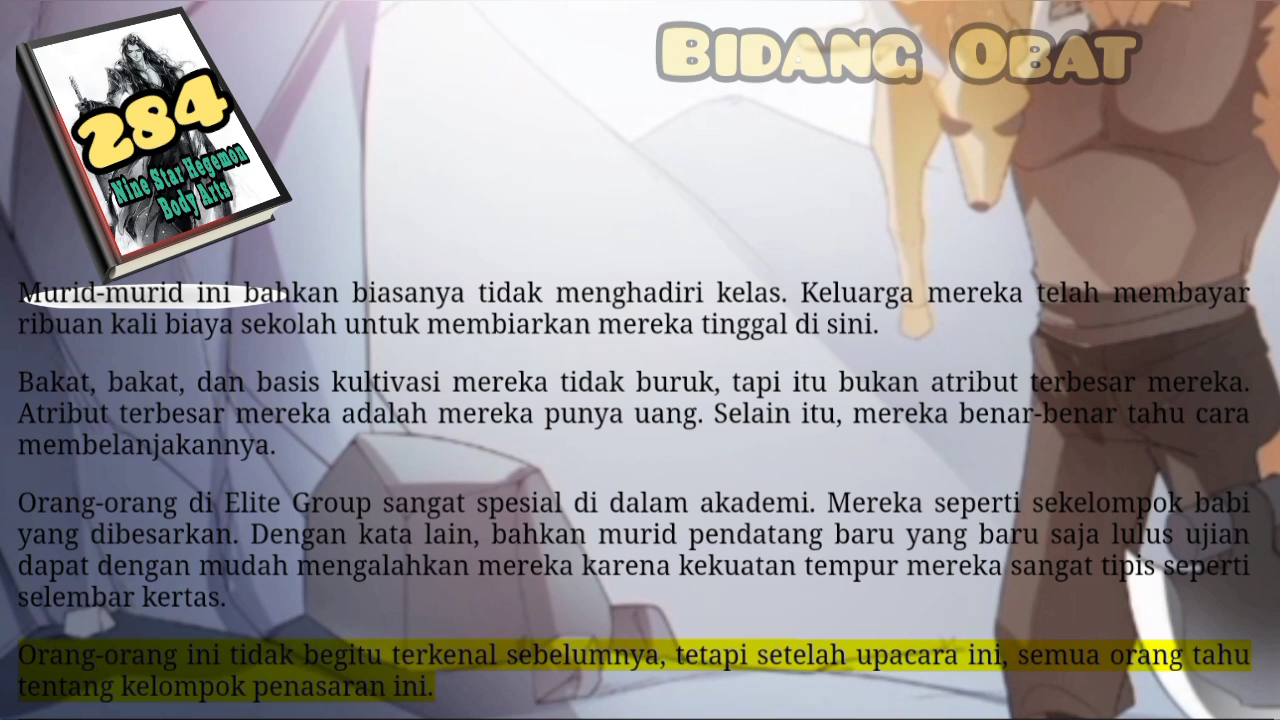 BIDANG OBAT
284
Nine Star Hegemon
Body Arts
Murid-murid ini bahkan biasanya tidak menghadiri kelas. Keluarga mereka telah membayar
ribuan kali biaya sekolah untuk membiarkan mereka tinggal di sini.
Bakat, bakat, dan basis kultivasi mereka tidak buruk, tapi itu bukan atribut terbesar mereka.
Atribut terbesar mereka adalah mereka punya uang. Selain itu, mereka benar-benar tahu cara
membelanjakannya.
Orang-orang di Elite Group sangat spesial di dalam akademi. Mereka seperti sekelompok babi
yang dibesarkan. Dengan kata lain, bahkan murid pendatang baru yang baru saja lulus ujian
dapat dengan mudah mengalahkan mereka karena kekuatan tempur mereka sangat tipis seperti
selembar kertas.
Orang-orang ini tidak begitu terkenal sebelumnya, tetapi setelah upacara ini, semua orang tahu
tentang kelompok penasaran ini.